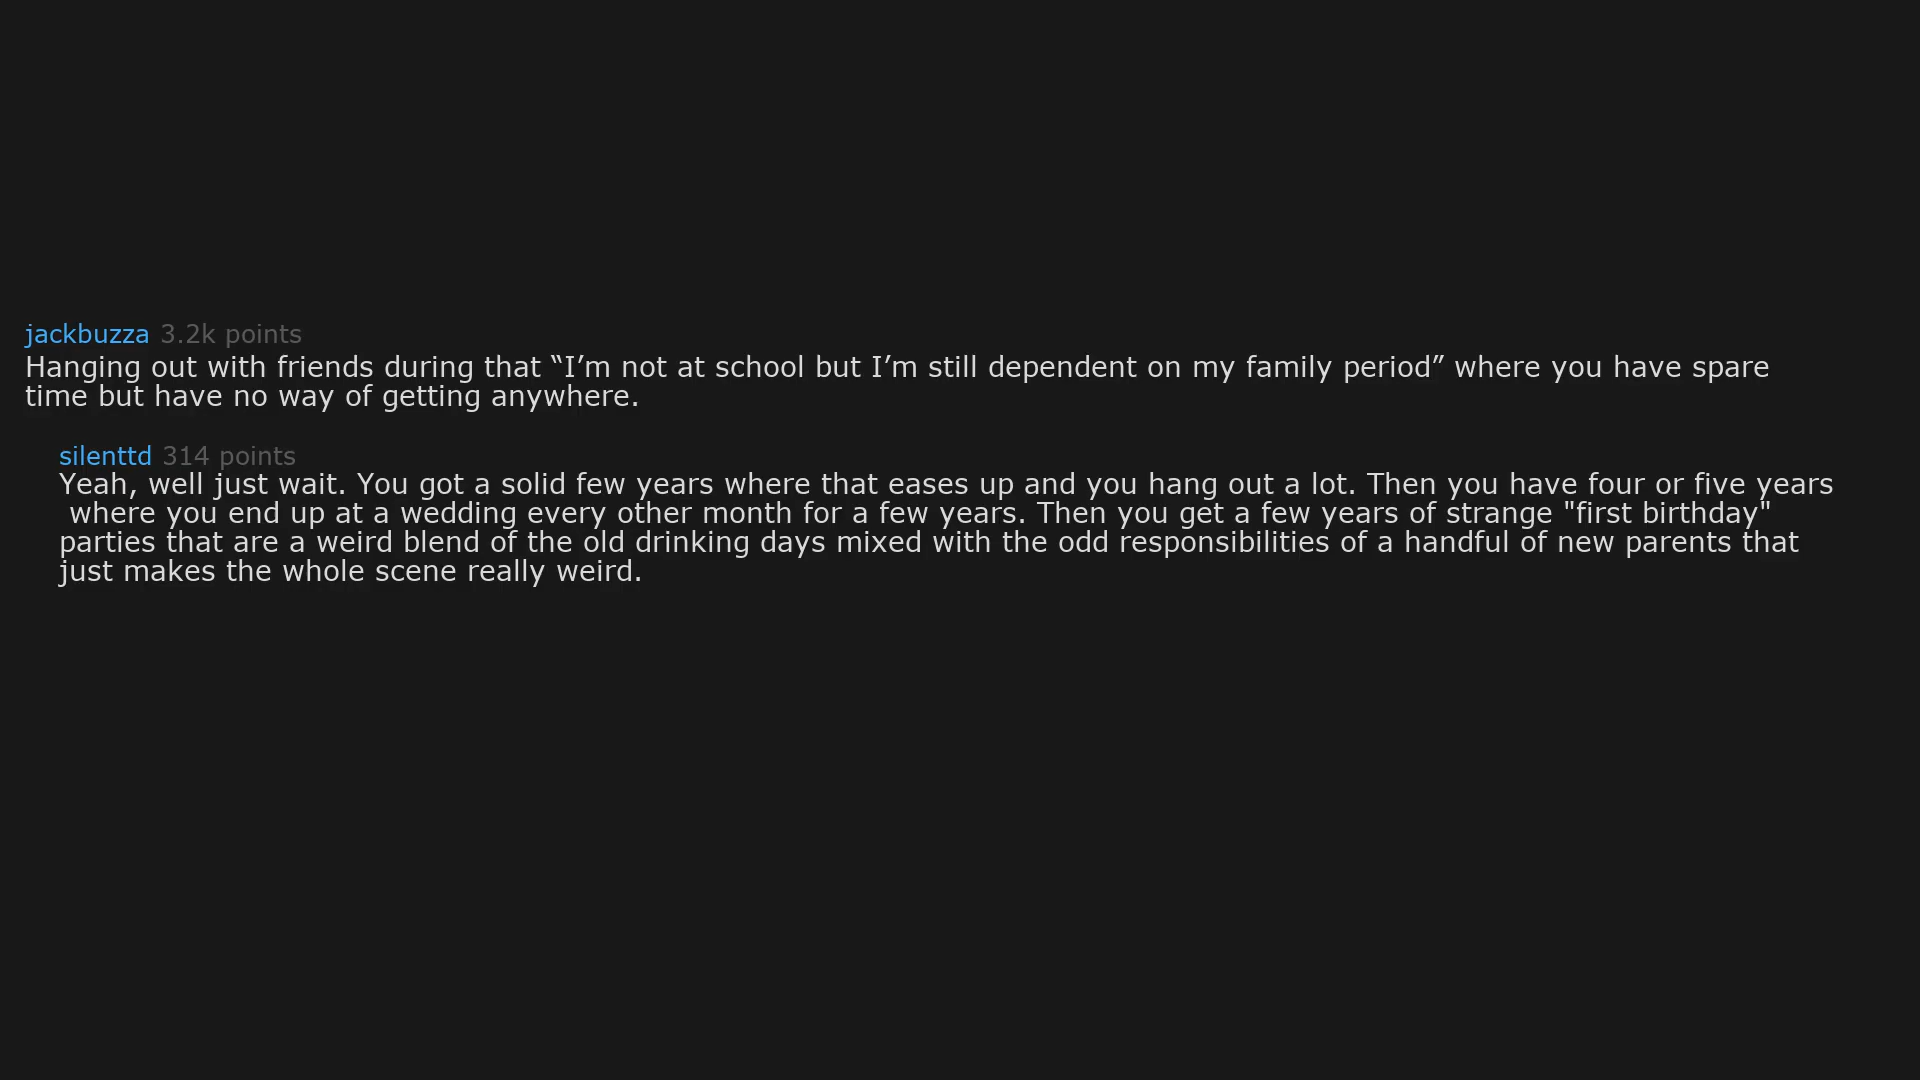 jackbuzza 3.2k points
Hanging out with friends during that “I’m not at school but I’m still dependent on my family period” where you have spare
time but have no way of getting anywhere.
silenttd 314 points
Yeah, well just wait. You got a solid few years where that eases up and you hang out a lot. Then you have four or five years
where you end up at a wedding every other month for a few years. Then you get a few years of strange "first birthday"
parties that are a weird blend of the old drinking days mixed with the odd responsibilities of a handful of new parents that
just makes the whole scene really weird.